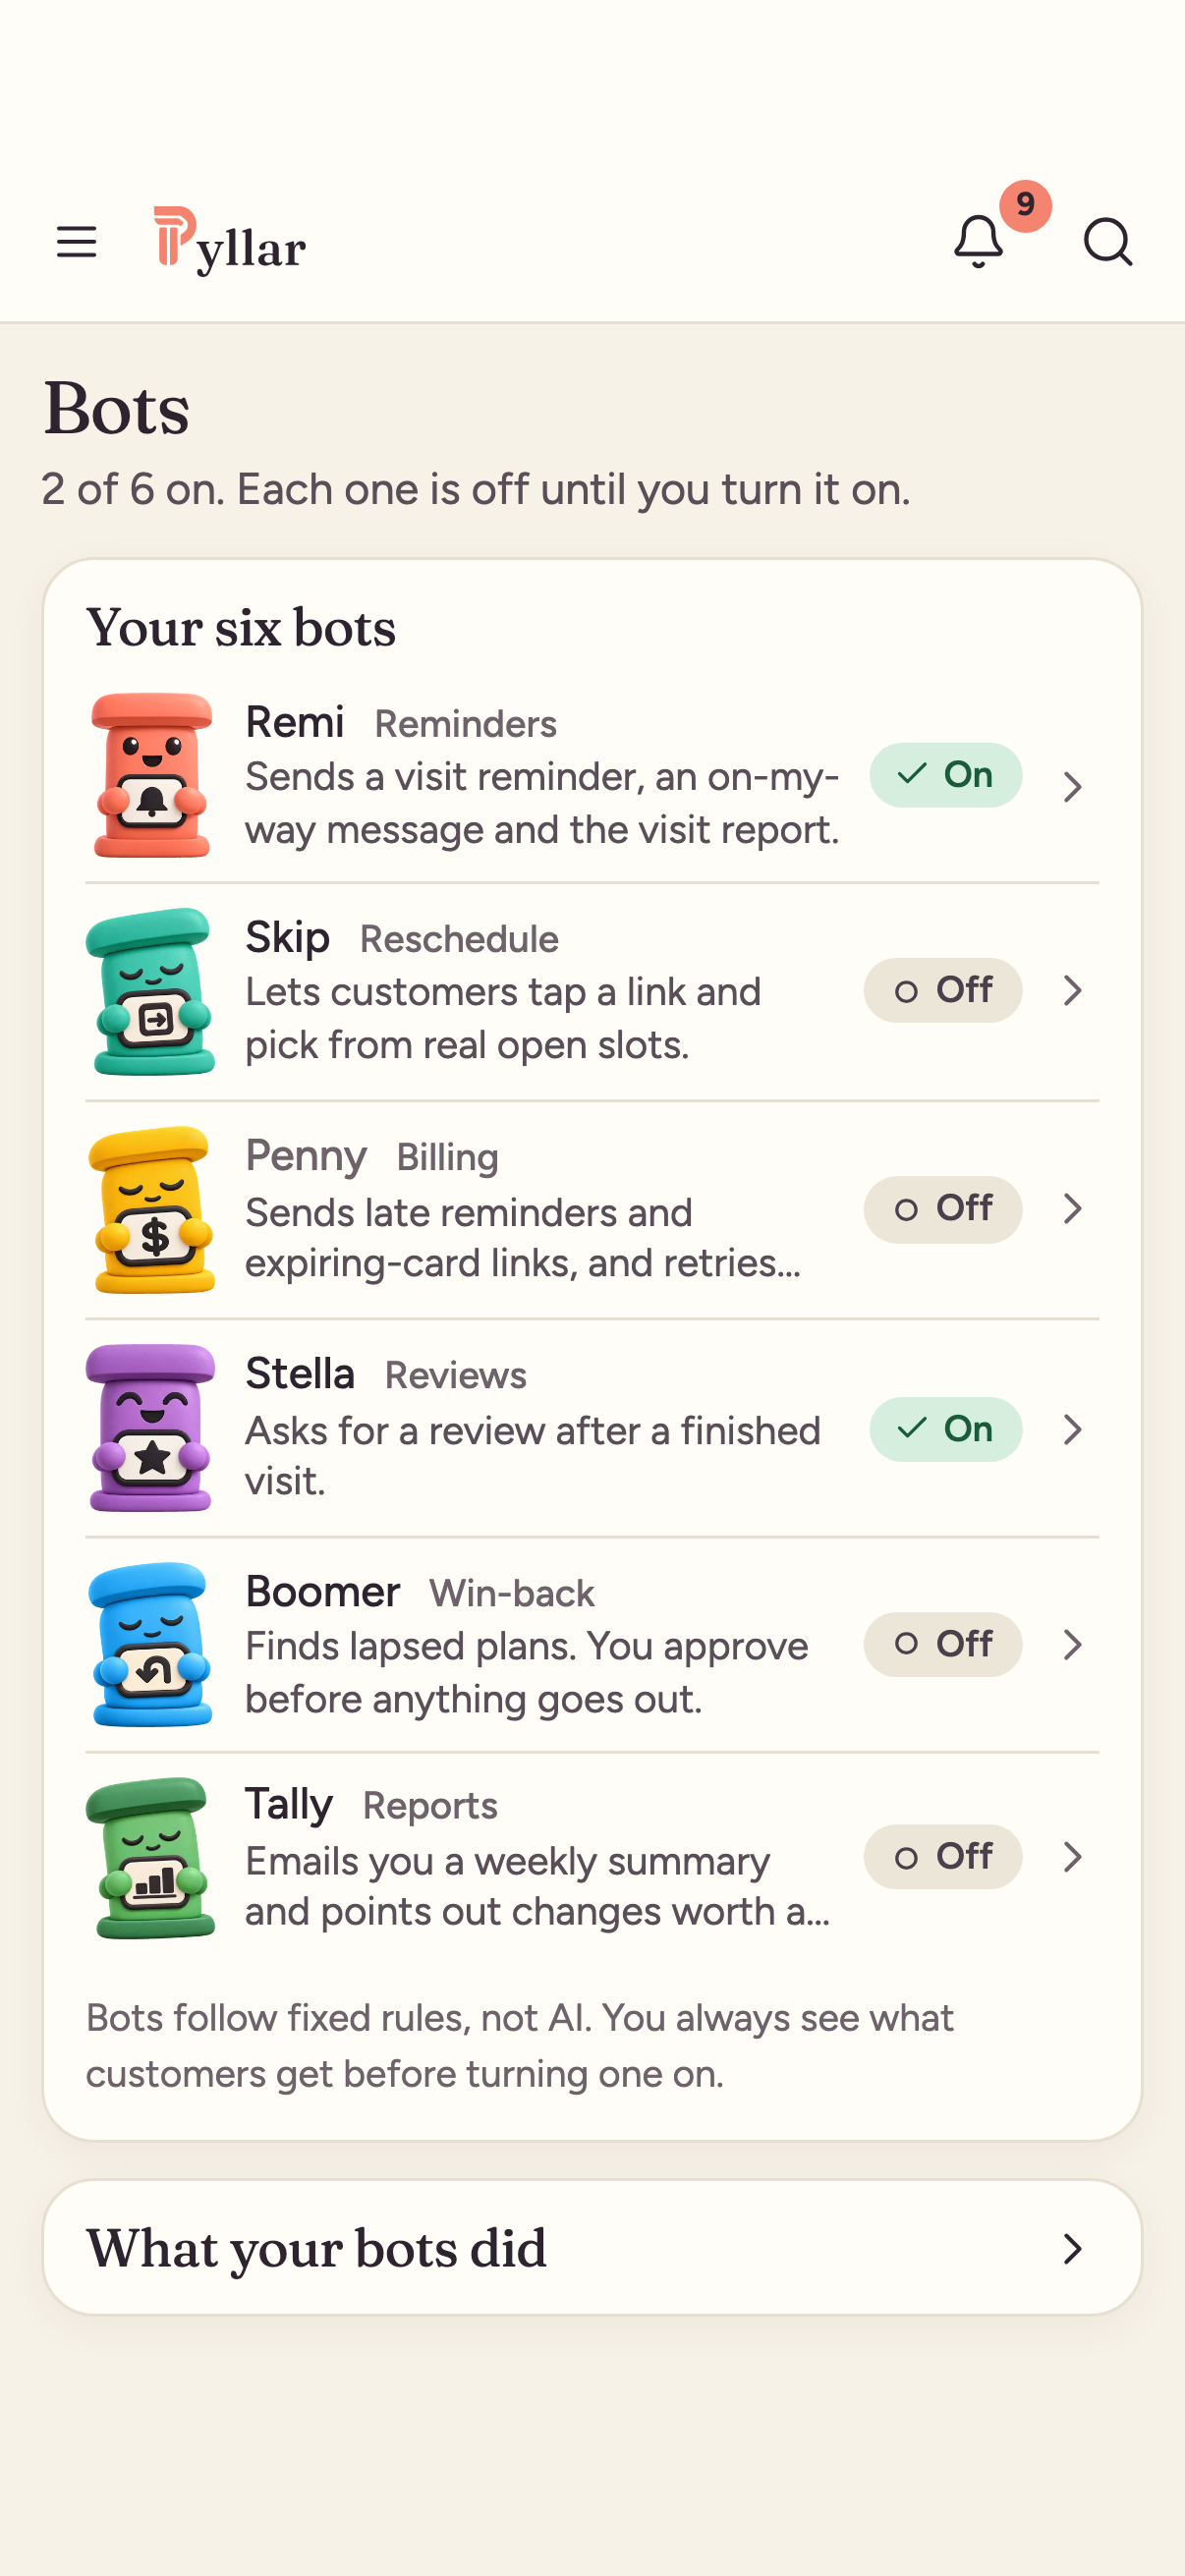 Pyllar
9
Bots
2 of 6 on. Each one is off until you turn it on.
Your six bots
Remi Reminders
Sends a visit reminder, an on-my-
way message and the visit report.
On
Skip Reschedule
Lets customers tap a link and
pick from real open slots.
Off
Penny Billing
Sends late reminders and
expiring-card links, and retries...
Off
$
Stella Reviews
Asks for a review after a finished
visit.
On
Boomer Win-back
Finds lapsed plans. You approve
before anything goes out.
Off
Tally Reports
Emails you a weekly summary
and points out changes worth a...
Off
Bots follow fixed rules, not AI. You always see what
customers get before turning one on.
What your bots did